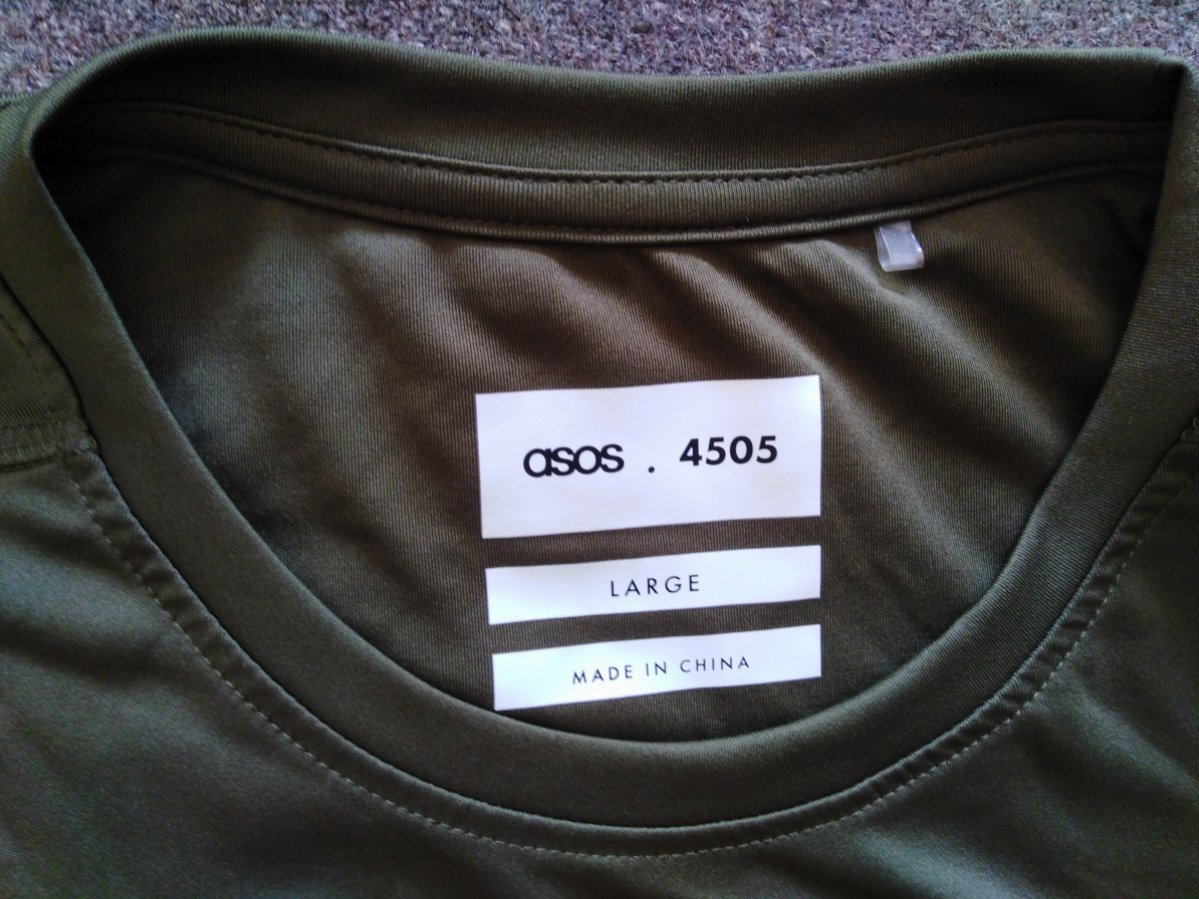 asos . 4505
LARGE
MADE IN CHINA